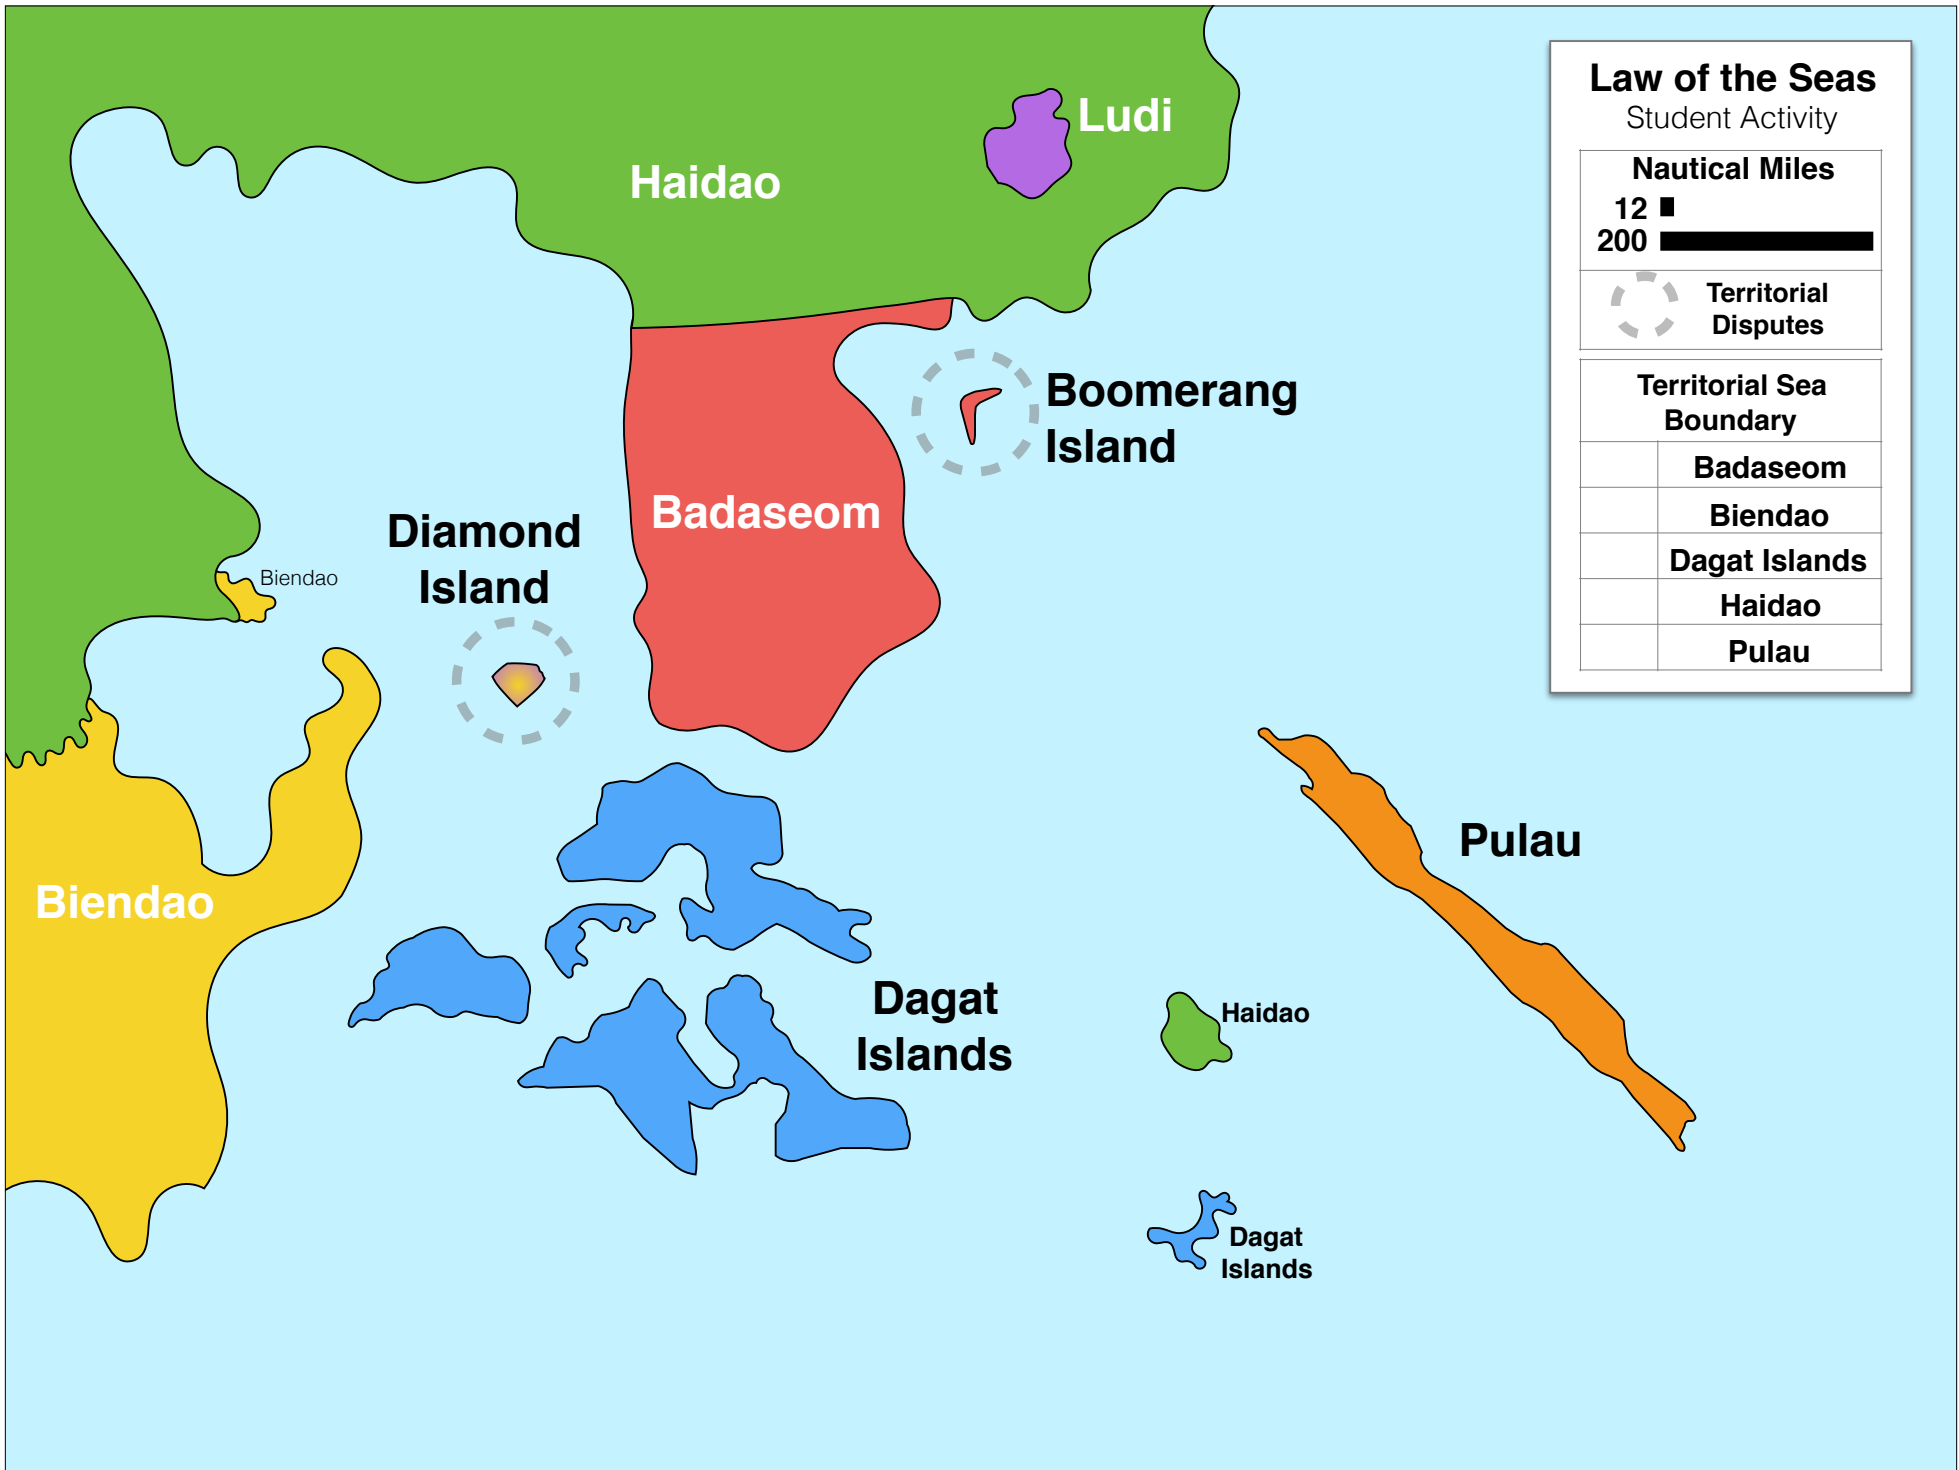 Ludi
Haidao
Boomerang
Island
Badaseom
Diamond
Island
Biendao
Biendao
Pulau
Dagat
Islands
Haidao
Dagat
Islands
Law of the Seas
Student Activity
Nautical Miles
12
200
Territorial
Disputes
Territorial Sea
Boundary
Badaseom
Biendao
Dagat Islands
Haidao
Pulau